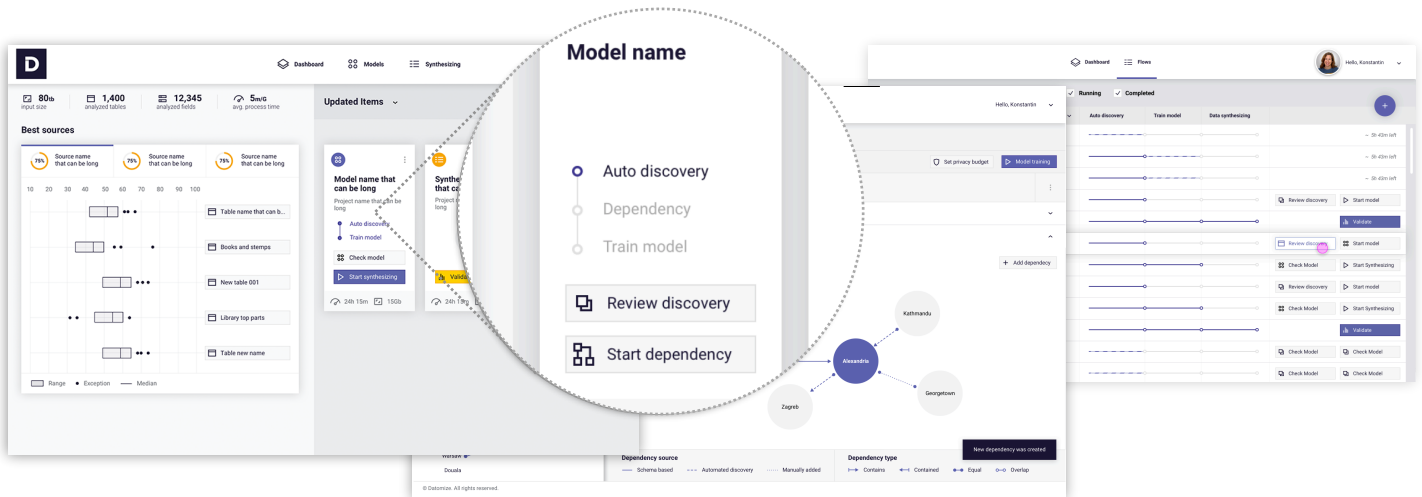 D
Dashboard
Models
Synthesizing
80tb
input size
1,400
analyzed tables
12,345
analyzed fields
5m/G
avg. process time
Best sources
75%
Source name
that can be long
75%
Source name
that can be long
75%
Source name
that can be long
10 20 30 40 50 60 70 80 90 100
Table name that can b...
Books and stemps
New table 001
Library top parts
Table new name
Range
Exception
Median
Updated Items
Model name that
can be long
Project name that can be
long
Auto discovery
Train model
Check model
Start synthesizing
24h 15m
15Gb
24h 15m
Model name
Auto discovery
Dependency
Train model
Review discovery
Start dependency
Hello, Konstantin
Set privacy budget
Model training
Add dependecy
Kathmandu
Alexandria
Georgetown
Zagreb
New dependency was created
Warsaw
Douala
Dependency source
Schema based
Automated discovery
Manually added
Dependency type
Contains
Contained
Equal
Overlap
© Datomize. All rights reserved.
Dashboard
Flows
Hello, Konstantin
Running
Completed
Auto discovery
Train model
Data synthesizing
~ 5h 43m left
~ 5h 43m left
~ 5h 43m left
Review discovery
Start model
Validate
Review discovery
Start model
Check Model
Start Synthesizing
Review discovery
Start model
Check Model
Start Synthesizing
Validate
Check Model
Check Model
Check Model
Check Model